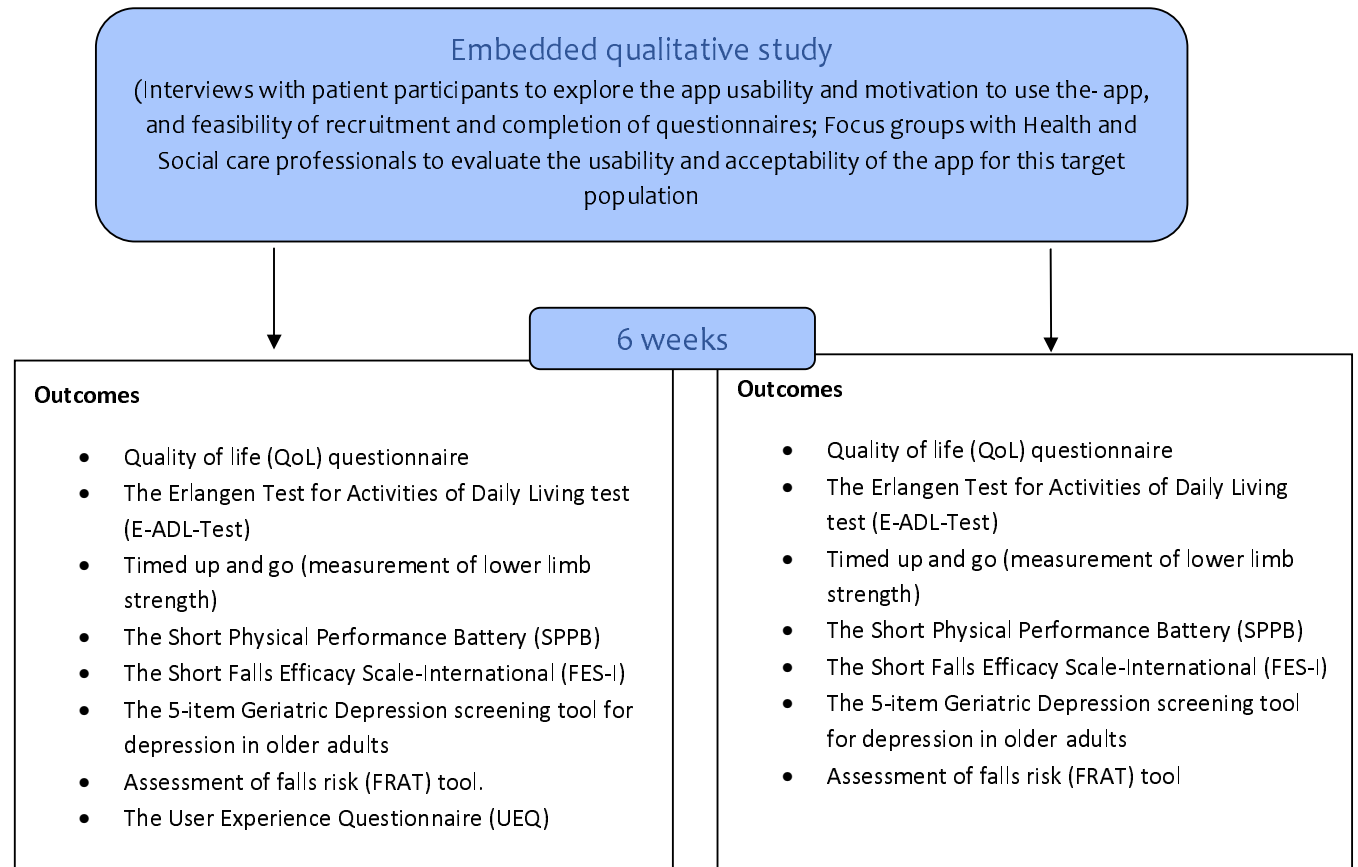 Embedded qualitative study
(Interviews with patient participants to explore the app usability and motivation to use the- app,
and feasibility of recruitment and completion of questionnaires; Focus groups with Health and
Social care professionals to evaluate the usability and acceptability of the app for this target
population
6 weeks
Outcomes
• Quality of life (QoL) questionnaire
• The Erlangen Test for Activities of Daily Living test
(E-ADL-Test)
• Timed up and go (measurement of lower limb
strength)
• The Short Physical Performance Battery (SPPB)
• The Short Falls Efficacy Scale-International (FES-I)
• The 5-item Geriatric Depression screening tool for
depression in older adults
• Assessment of falls risk (FRAT) tool.
• The User Experience Questionnaire (UEQ)
Outcomes
• Quality of life (QoL) questionnaire
• The Erlangen Test for Activities of Daily Living
test (E-ADL-Test)
• Timed up and go (measurement of lower limb
strength)
• The Short Physical Performance Battery (SPPB)
• The Short Falls Efficacy Scale-International (FES-I)
• The 5-item Geriatric Depression screening tool
for depression in older adults
• Assessment of falls risk (FRAT) tool